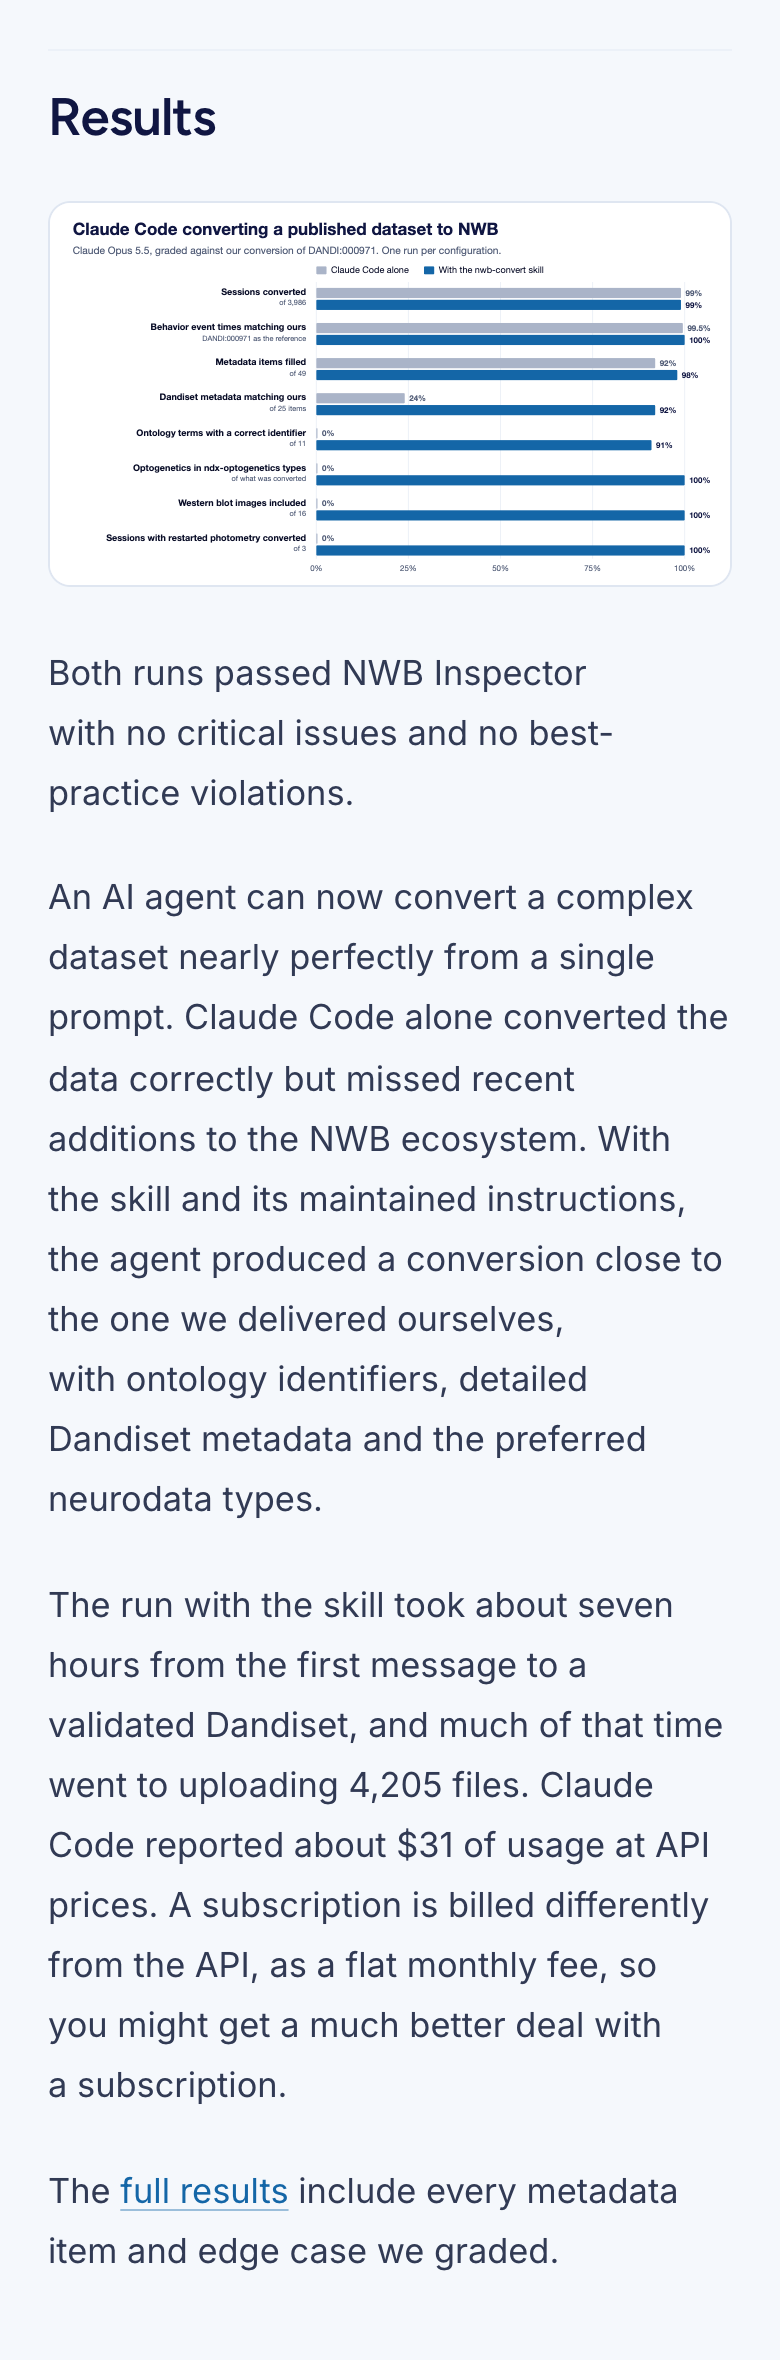 Results
Claude Code converting a published dataset to NWB
Claude Opus 5.5, graded against our conversion of DANDI:000971. One run per configuration.
Claude Code alone
With the nwb-convert skill
Sessions converted
of 3,986
99%
99%
Behavior event times matching ours
DANDI:000971 as the reference
99.5%
100%
Metadata items filled
of 49
92%
98%
Dandiset metadata matching ours
of 25 items
24%
92%
Ontology terms with a correct identifier
of 11
0%
91%
Optogenetics in ndx-optogenetics types
of what was converted
0%
100%
Western blot images included
of 16
0%
100%
Sessions with restarted photometry converted
of 3
0%
100%
0% 25% 50% 75% 100%
Both runs passed NWB Inspector
with no critical issues and no best-
practice violations.
An AI agent can now convert a complex
dataset nearly perfectly from a single
prompt. Claude Code alone converted the
data correctly but missed recent
additions to the NWB ecosystem. With
the skill and its maintained instructions,
the agent produced a conversion close to
the one we delivered ourselves,
with ontology identifiers, detailed
Dandiset metadata and the preferred
neurodata types.
The run with the skill took about seven
hours from the first message to a
validated Dandiset, and much of that time
went to uploading 4,205 files. Claude
Code reported about $31 of usage at API
prices. A subscription is billed differently
from the API, as a flat monthly fee, so
you might get a much better deal with
a subscription.
The full results include every metadata
item and edge case we graded.